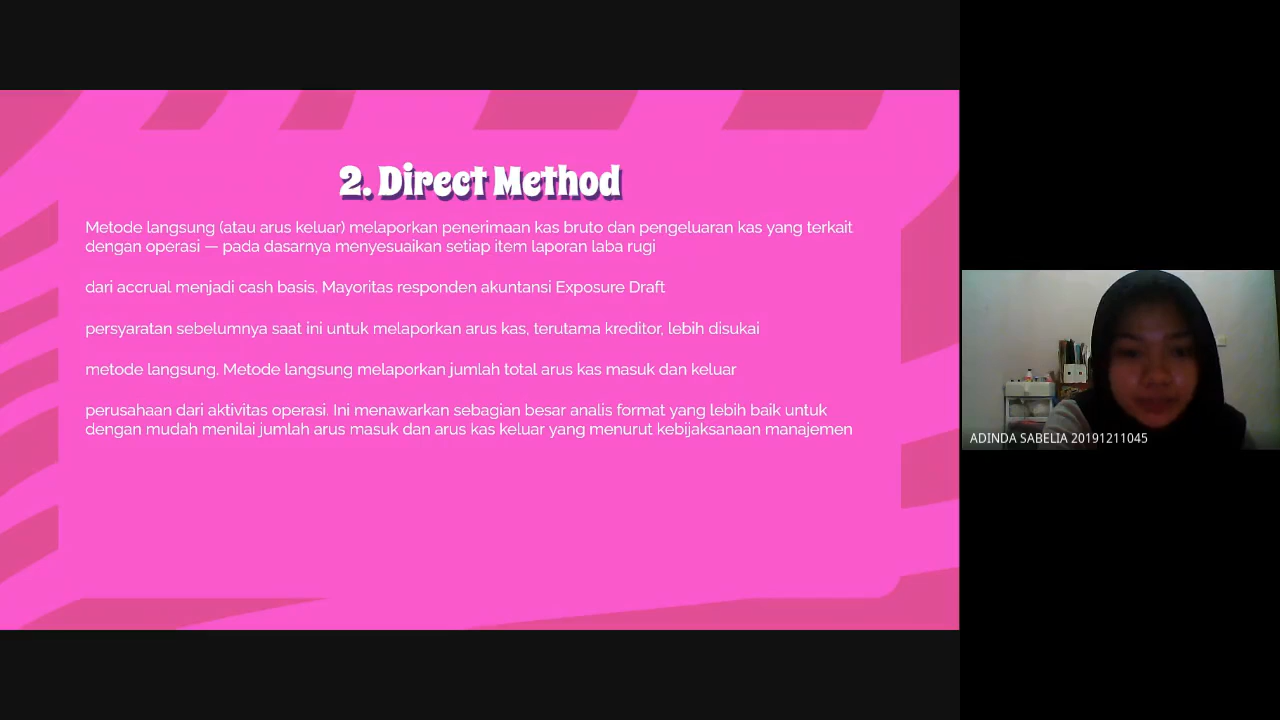 2. Direct Method
Metode langsung (atau arus keluar) melaporkan penerimaan kas bruto dan pengeluaran kas yang terkait
dengan operasi — pada dasarnya menyesuaikan setiap item laporan laba rugi
dari accrual menjadi cash basis. Mayoritas responden akuntansi Exposure Draft
persyaratan sebelumnya saat ini untuk melaporkan arus kas, terutama kreditor, lebih disukai
metode langsung. Metode langsung melaporkan jumlah total arus kas masuk dan keluar
perusahaan dari aktivitas operasi. Ini menawarkan sebagian besar analis format yang lebih baik untuk
dengan mudah menilai jumlah arus masuk dan arus kas keluar yang menurut kebijaksanaan manajemen
ADINDA SABELIA 20191211045